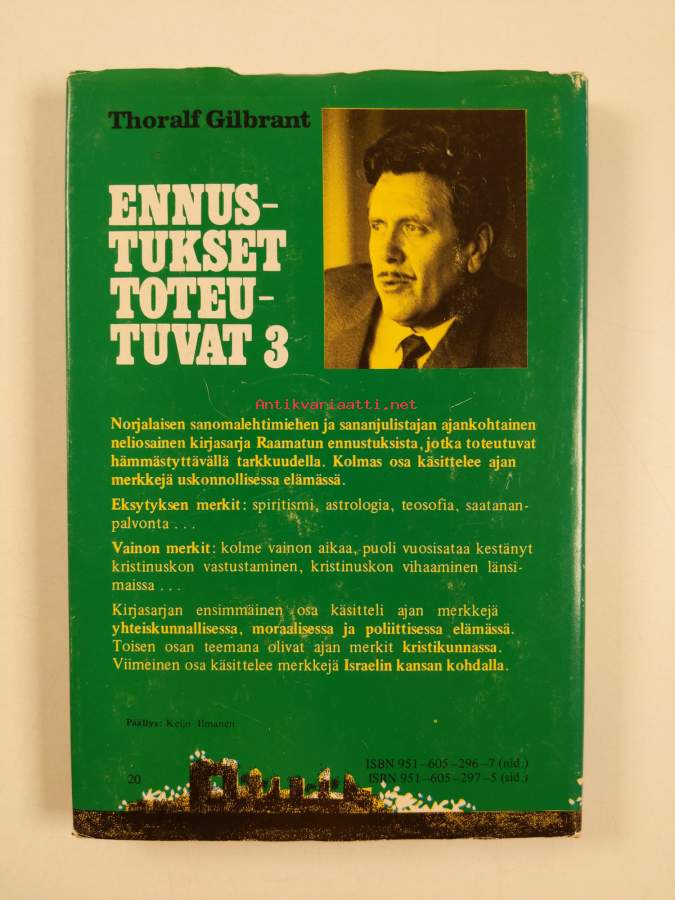 Thoralf Gilbrant
ENNUS-
TUKSET
TOTEU-
TUVAT 3
Antikvariaatti.net
Norjalaisen sanomalehtimiehen ja sananjulistajan ajankohtainen
neliosainen kirjasarja Raamatun ennustuksista, jotka toteutuvat
hämmästyttävällä tarkkuudella. Kolmas osa käsittelee ajan
merkkejä uskonnollisessa elämässä.
Eksytyksen merkit: spiritismi, astrologia, teosofia, saatanan-
palvonta . . .
Vainon merkit: kolme vainon aikaa, puoli vuosisataa kestänyt
kristinuskon vastustaminen, kristinuskon vihaaminen länsi-
maissa . . .
Kirjasarjan ensimmäinen osa käsitteli ajan merkkejä
yhteiskunnallisessa, moraalisessa ja poliittisessa elämässä.
Toisen osan teemana olivat ajan merkit kristikunnassa.
Viimeinen osa käsittelee merkkejä Israelin kansan kohdalla.
Päällys: Keijo Ilmanen
ISBN 951–605–296–7 (nid.)
20 ISBN 951–605–297–5 (sid.)